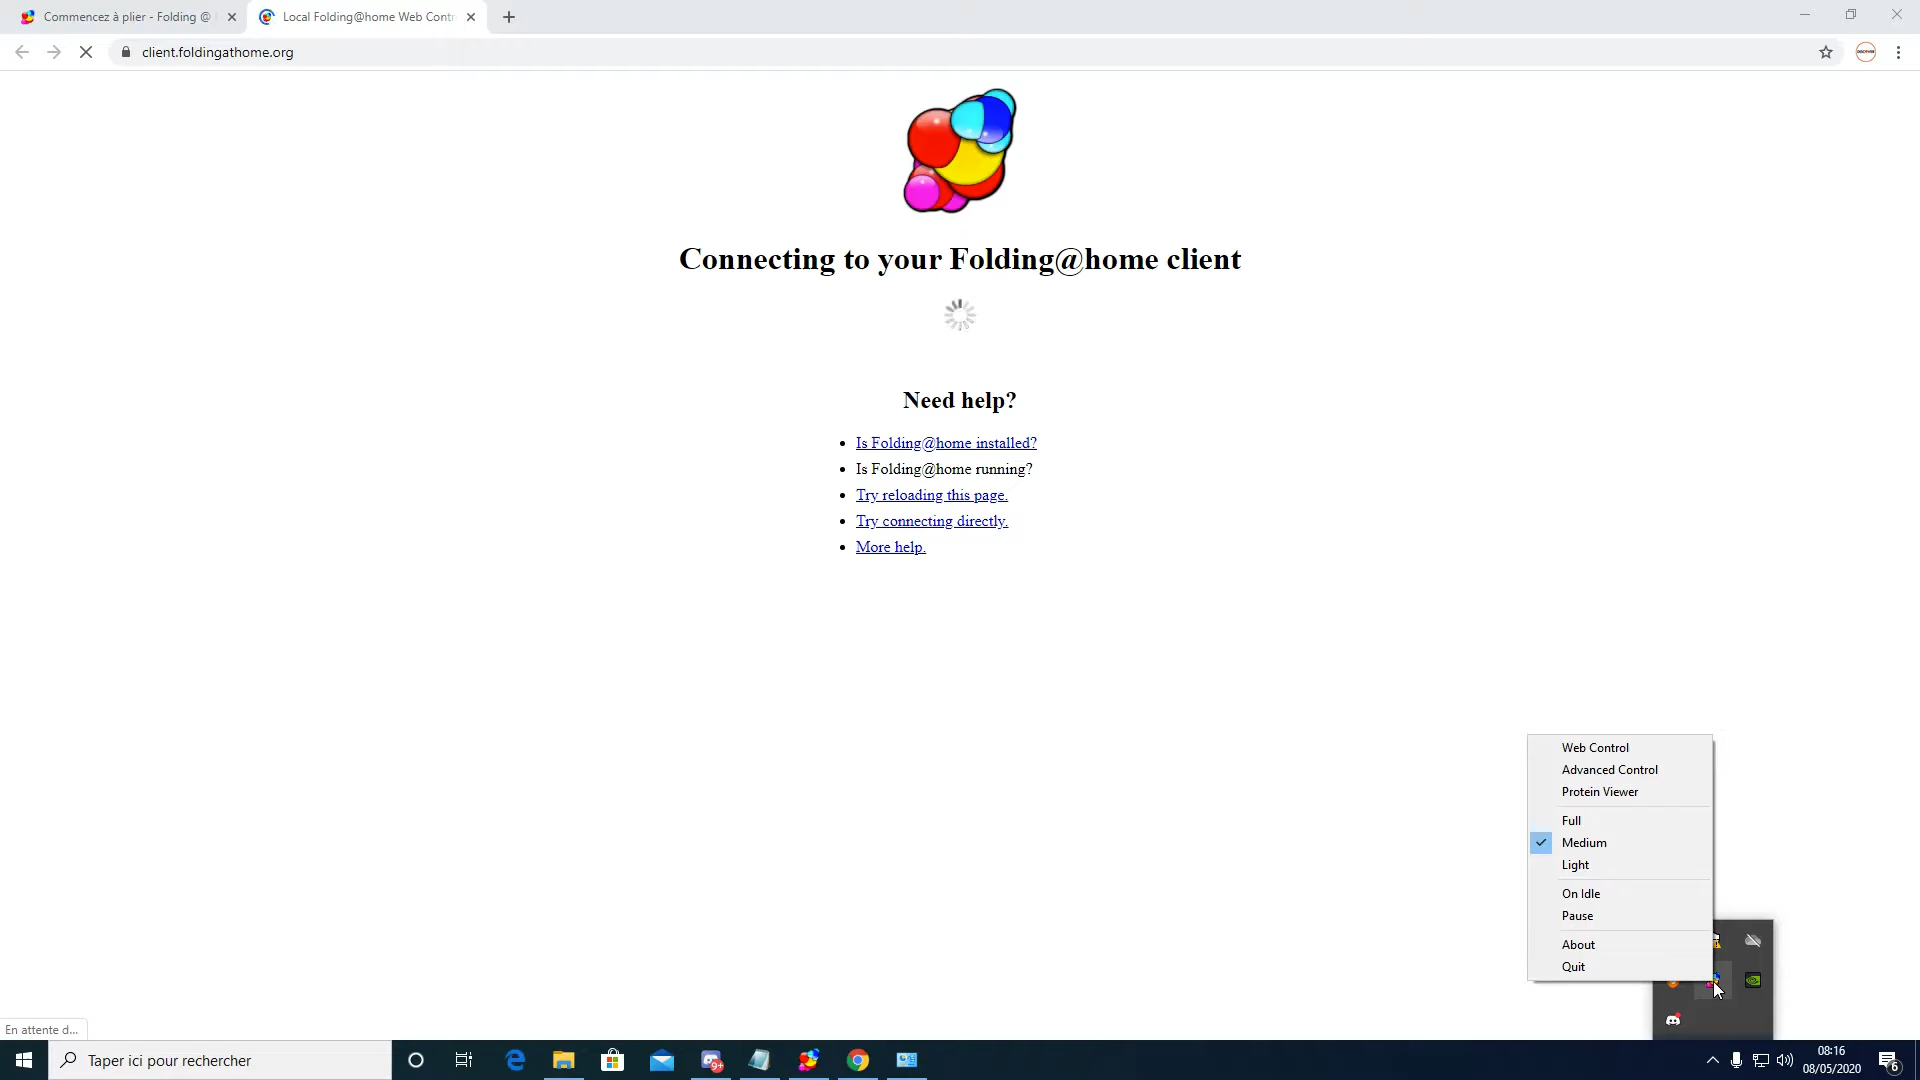 Commencez à plier - Folding @
Local Folding@home Web Contr
client.foldingathome.org
Connecting to your Folding@home client
Need help?
Is Folding@home installed?
Is Folding@home running?
Try reloading this page.
Try connecting directly.
More help.
Web Control
Advanced Control
Protein Viewer
Full
Medium
Light
On Idle
Pause
About
Quit
En attente d...
Taper ici pour rechercher
9+
08:16
08/05/2020
6